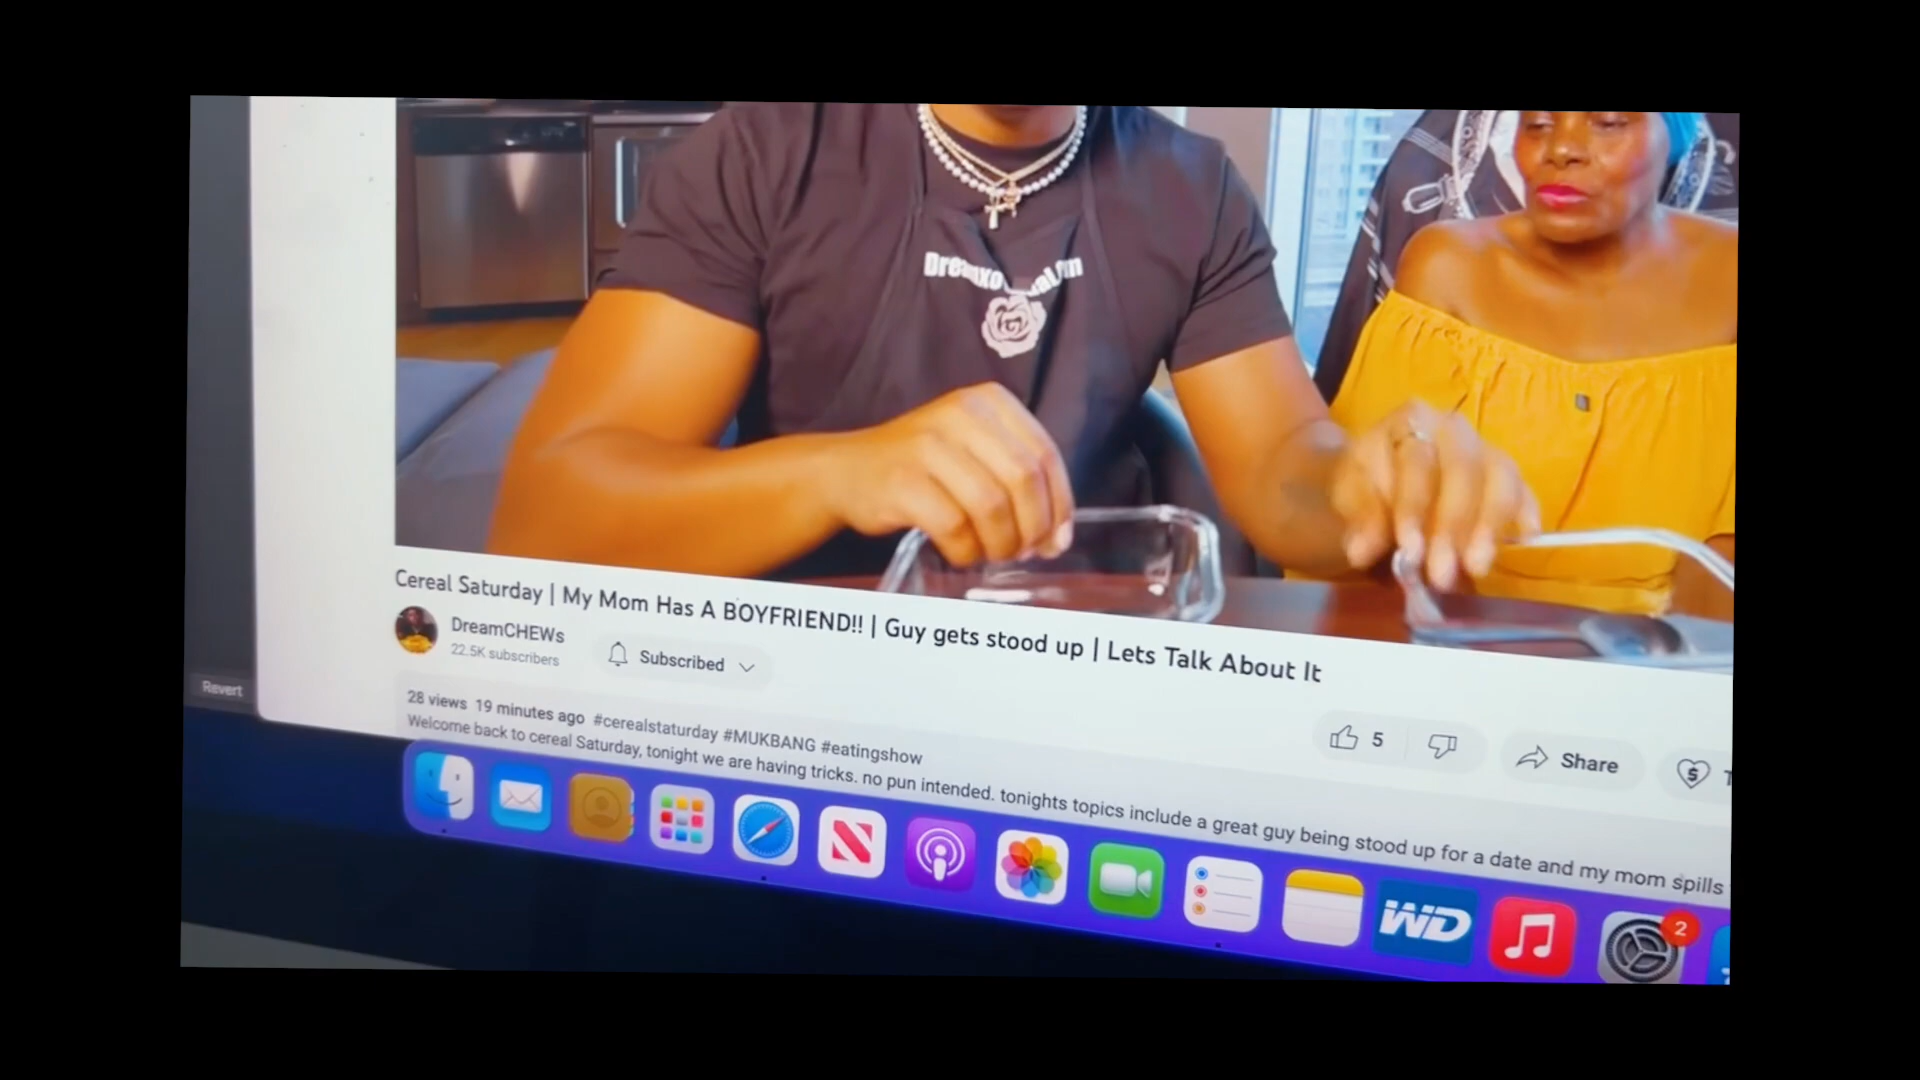 Cereal Saturday | My Mom Has A BOYFRIEND!! | Guy gets stood up | Lets Talk About It
DreamCHEWs
22.5K subscribers
Subscribed
5
Share
28 views 19 minutes ago #cerealstaturday #MUKBANG #eatingshow
Welcome back to cereal Saturday, tonight we are having tricks. no pun intended. tonights topics include a great guy being stood up for a date and my mom spills
Revert
WD
2